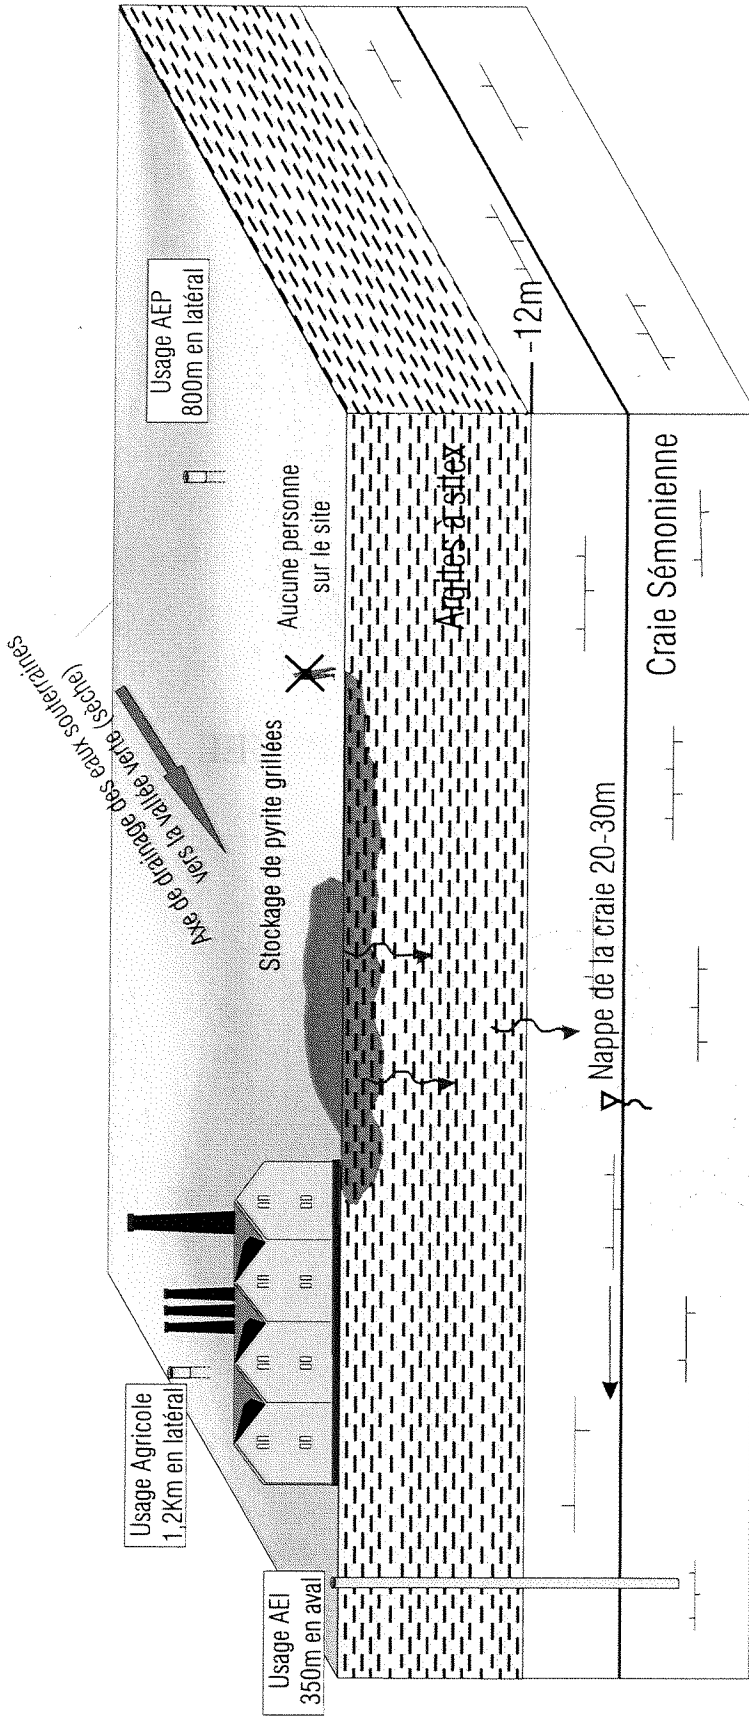 Usage Agricole
1,2Km en latéral
Usage AEI
350m en aval
Axe de drainage des eaux souterraines
vers la vallée verte (sèche)
Stockage de pyrite grillées
Aucune personne
sur le site
Usage AEP
800m en latéral
Argiles à silex
-12m
Nappe de la craie 20-30m
Craie Sémonienne